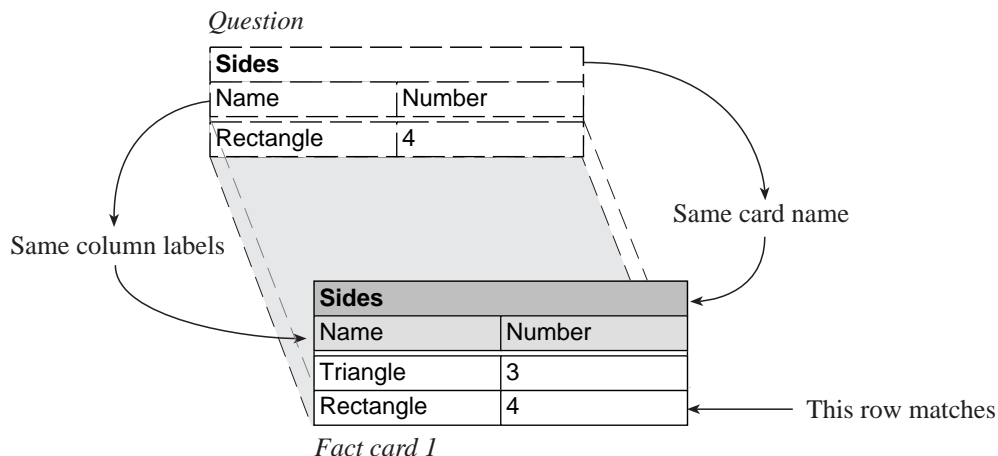 Question
Sides
Name Number
Rectangle 4
Same card name
Same column labels
Sides
Name Number
Triangle 3
Rectangle 4
This row matches
Fact card 1